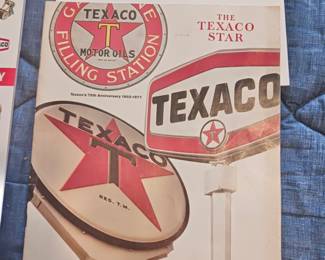 TEXACO
MOTOR OILS
FILLING STATION
THE
TEXACO
STAR
Texaco's 75th Anniversary 1902-1977
TEXACO
T
TEXACO
T
REG. T.M.